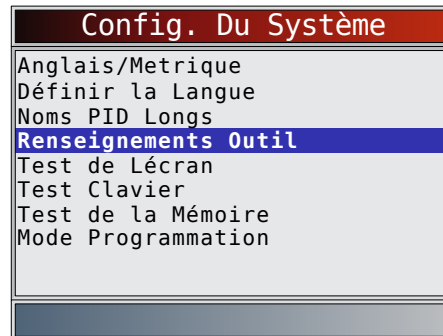 Config. Du Système
Anglais/Metrique
Définir la Langue
Noms PID Longs
Renseignements Outil
Test de Lécran
Test Clavier
Test de la Mémoire
Mode Programmation